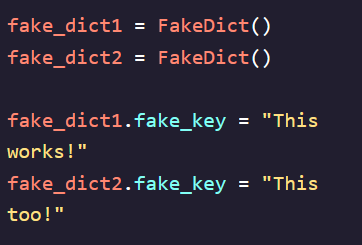 fake_dict1 = FakeDict()
fake_dict2 = FakeDict()

fake_dict1.fake_key = "This
works!"
fake_dict2.fake_key = "This
too!"